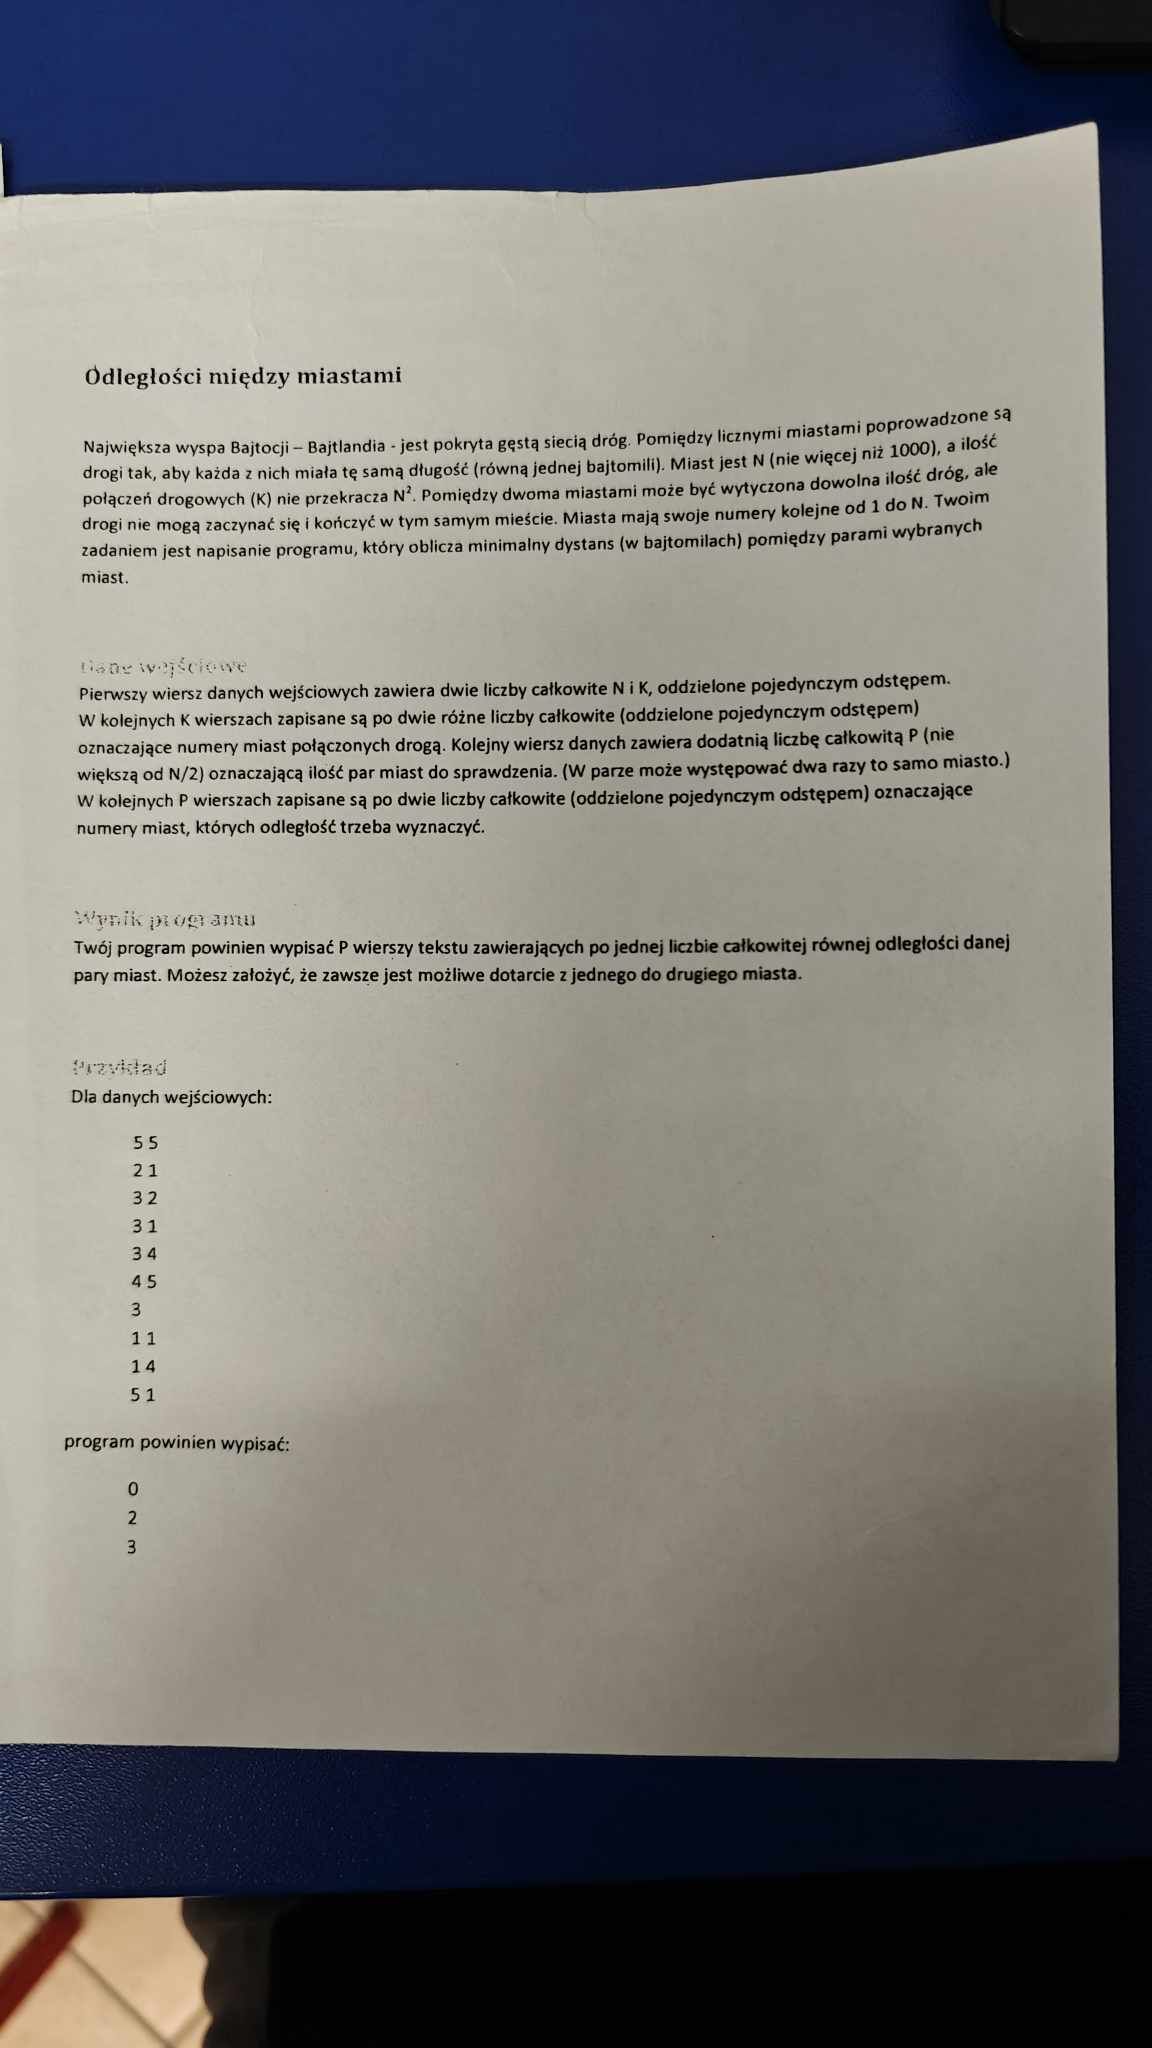 Odległości między miastami
Największa wyspa Bajtocji – Bajtlandia - jest pokryta gęstą siecią dróg. Pomiędzy licznymi miastami poprowadzone są
drogi tak, aby każda z nich miała tę samą długość (równą jednej bajtomili). Miast jest N (nie więcej niż 1000), a ilość
połączeń drogowych (K) nie przekracza N². Pomiędzy dwoma miastami może być wytyczona dowolna ilość dróg, ale
drogi nie mogą zaczynać się i kończyć w tym samym mieście. Miasta mają swoje numery kolejne od 1 do N. Twoim
zadaniem jest napisanie programu, który oblicza minimalny dystans (w bajtomilach) pomiędzy parami wybranych
miast.
Dane wejściowe
Pierwszy wiersz danych wejściowych zawiera dwie liczby całkowite N i K, oddzielone pojedynczym odstępem.
W kolejnych K wierszach zapisane są po dwie różne liczby całkowite (oddzielone pojedynczym odstępem)
oznaczające numery miast połączonych drogą. Kolejny wiersz danych zawiera dodatnią liczbę całkowitą P (nie
większą od N/2) oznaczającą ilość par miast do sprawdzenia. (W parze może występować dwa razy to samo miasto.)
W kolejnych P wierszach zapisane są po dwie liczby całkowite (oddzielone pojedynczym odstępem) oznaczające
numery miast, których odległość trzeba wyznaczyć.
Wynik programu
Twój program powinien wypisać P wierszy tekstu zawierających po jednej liczbie całkowitej równej odległości danej
pary miast. Możesz założyć, że zawsze jest możliwe dotarcie z jednego do drugiego miasta.
Przykład
Dla danych wejściowych:
5 5
2 1
3 2
3 1
3 4
4 5
3
1 1
1 4
5 1
program powinien wypisać:
0
2
3